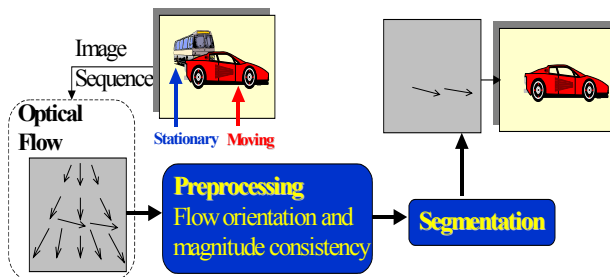 Image
Sequence
Stationary
Moving
Optical
Flow
Preprocessing
Flow orientation and
magnitude consistency
Segmentation